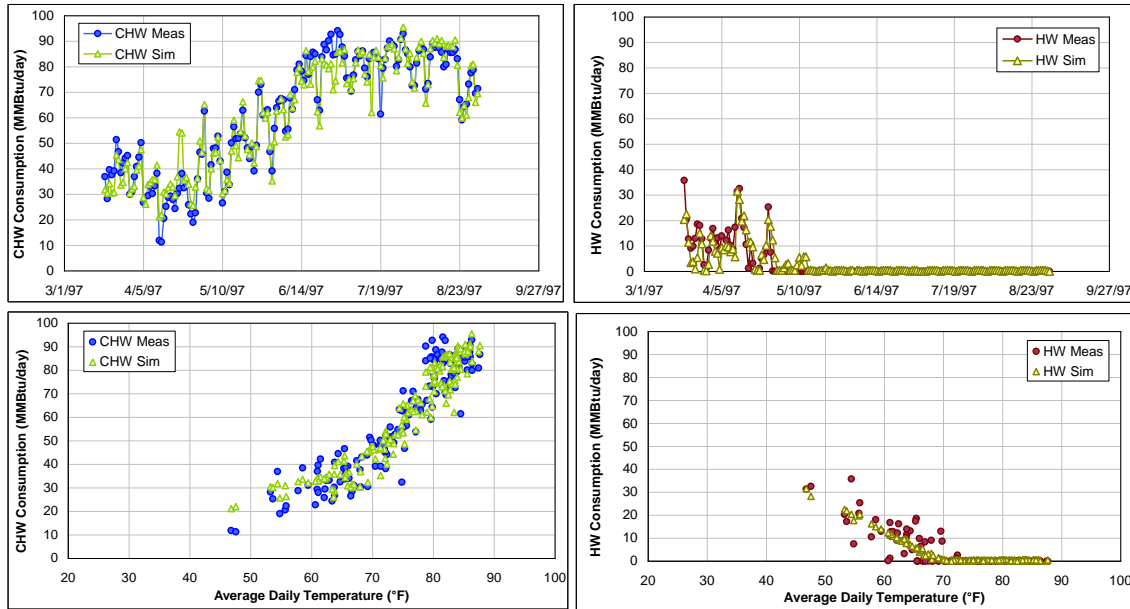 100
90
80
70
60
50
40
30
20
10
0
CHW Consumption (MMBtu/day)
CHW Meas
CHW Sim
3/1/97 4/5/97 5/10/97 6/14/97 7/19/97 8/23/97 9/27/97
100
90
80
70
60
50
40
30
20
10
0
HW Consumption (MMBtu/day)
HW Meas
HW Sim
3/1/97 4/5/97 5/10/97 6/14/97 7/19/97 8/23/97 9/27/97
100
90
80
70
60
50
40
30
20
10
0
CHW Consumption (MMBtu/day)
CHW Meas
CHW Sim
20 30 40 50 60 70 80 90 100
Average Daily Temperature (°F)
100
90
80
70
60
50
40
30
20
10
0
HW Consumption (MMBtu/day)
HW Meas
HW Sim
20 30 40 50 60 70 80 90 100
Average Daily Temperature (°F)